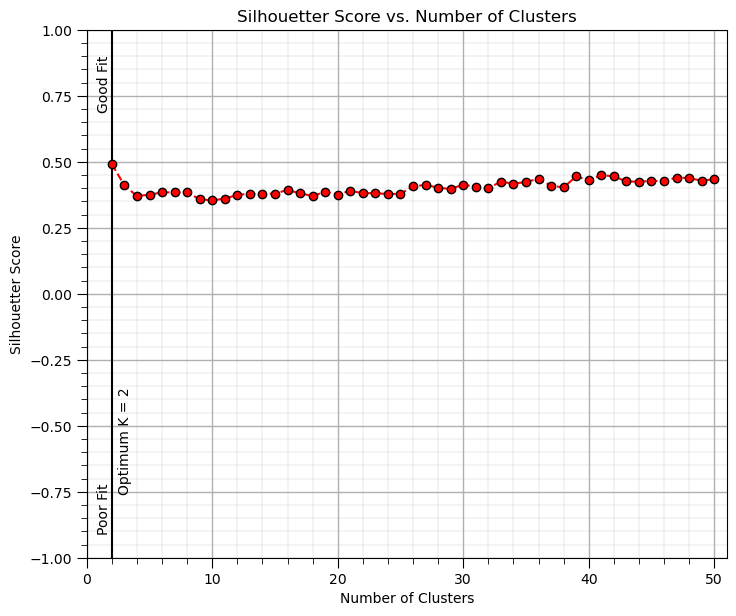 Silhouetter Score vs. Number of Clusters
Silhouetter Score
1.00
0.75
0.50
0.25
0.00
−0.25
−0.50
−0.75
−1.00
Good Fit
Poor Fit
Optimum K = 2
0
10
20
30
40
50
Number of Clusters